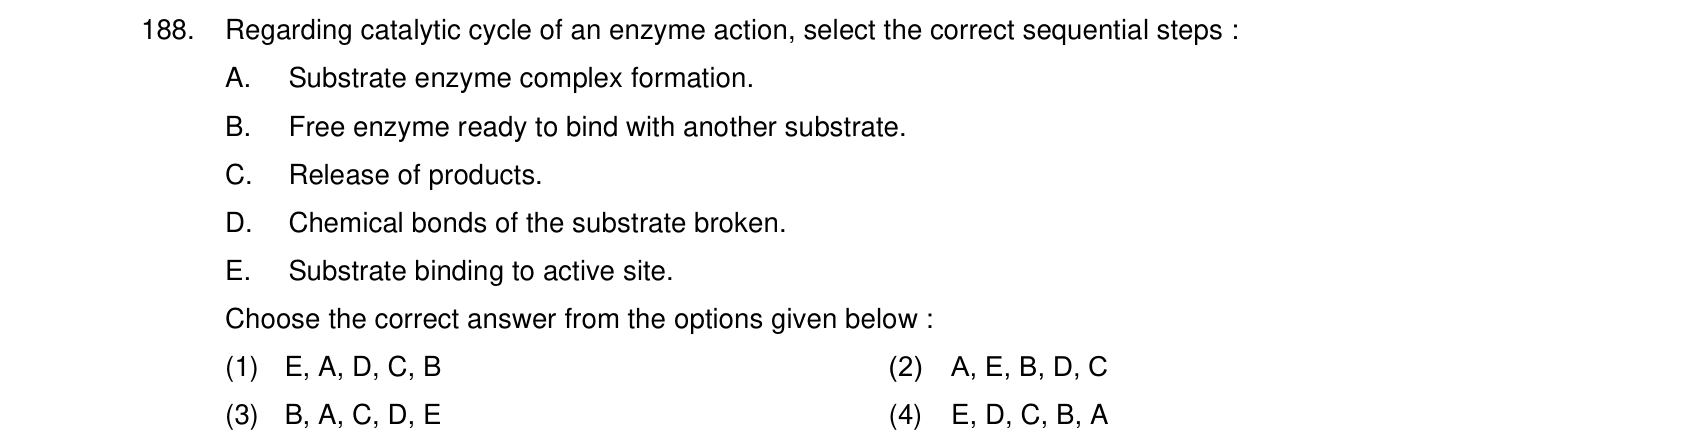 188. Regarding catalytic cycle of an enzyme action, select the correct sequential steps :
A. Substrate enzyme complex formation.
B. Free enzyme ready to bind with another substrate.
C. Release of products.
D. Chemical bonds of the substrate broken.
E. Substrate binding to active site.
Choose the correct answer from the options given below :
(1) E, A, D, C, B (2) A, E, B, D, C
(3) B, A, C, D, E (4) E, D, C, B, A